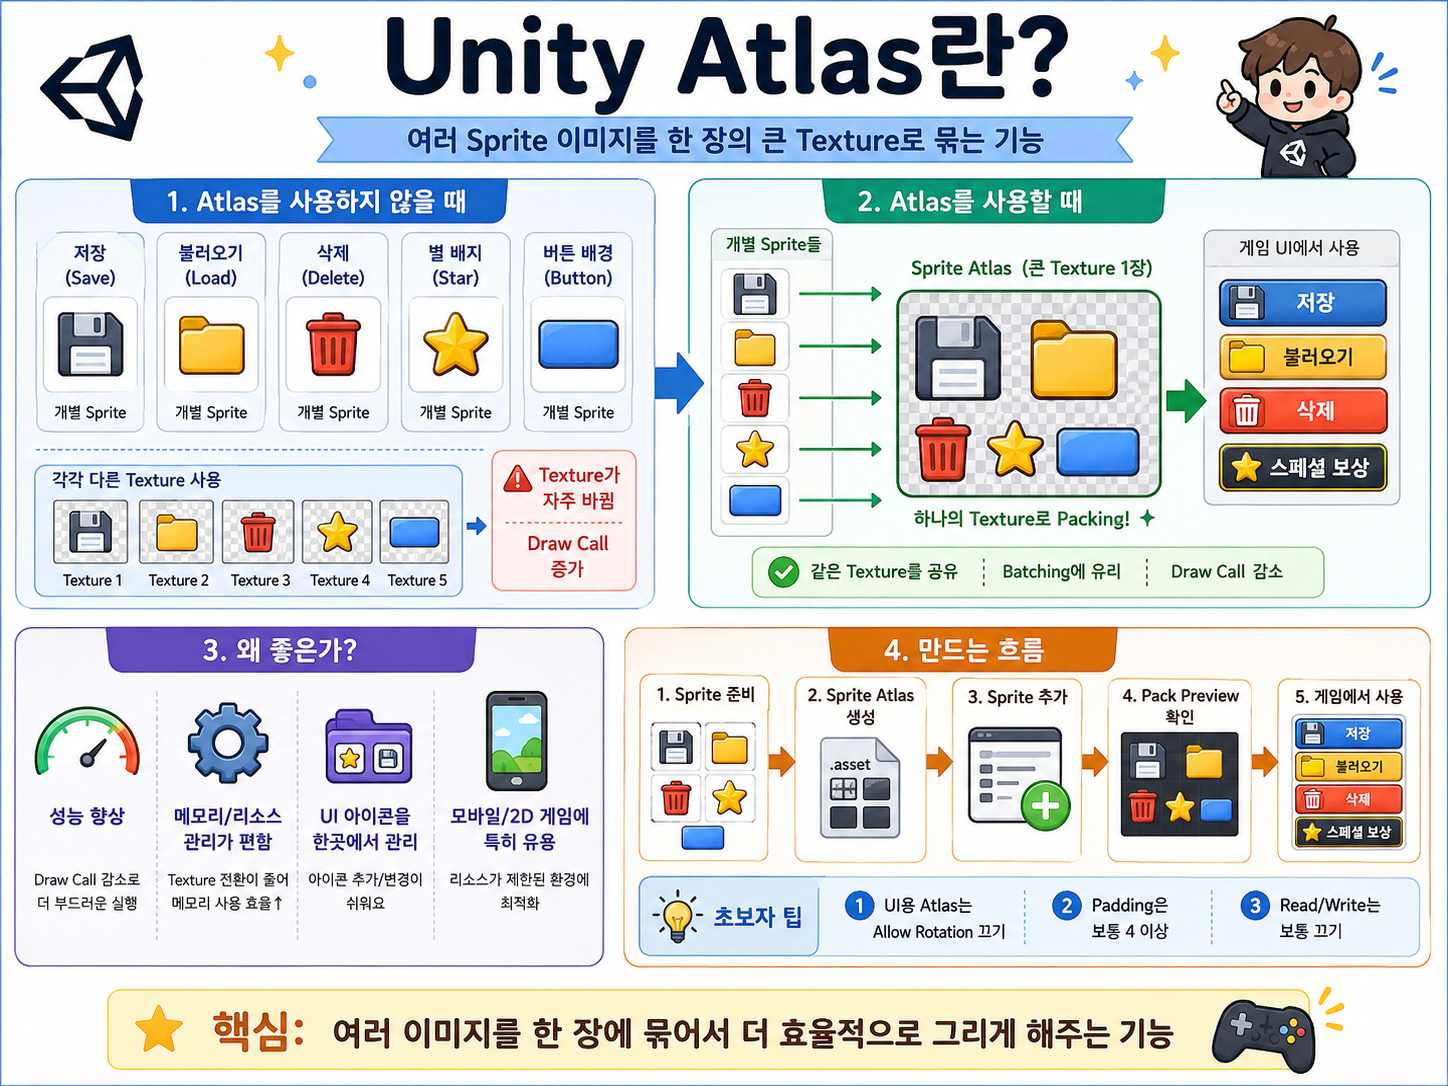 Unity Atlas란?
여러 Sprite 이미지를 한 장의 큰 Texture로 묶는 기능
1. Atlas를 사용하지 않을 때
저장
(Save)
불러오기
(Load)
삭제
(Delete)
별 배지
(Star)
버튼 배경
(Button)
개별 Sprite
개별 Sprite
개별 Sprite
개별 Sprite
개별 Sprite
각각 다른 Texture 사용
Texture 1
Texture 2
Texture 3
Texture 4
Texture 5
Texture가
자주 바뀜
Draw Call
증가
2. Atlas를 사용할 때
개별 Sprite들
Sprite Atlas (큰 Texture 1장)
하나의 Texture로 Packing!
게임 UI에서 사용
저장
불러오기
삭제
스페셜 보상
같은 Texture를 공유
Batching에 유리
Draw Call 감소
3. 왜 좋은가?
성능 향상
Draw Call 감소로
더 부드러운 실행
메모리/리소스
관리가 편함
Texture 전환이 줄어
메모리 사용 효율↑
UI 아이콘을
한곳에서 관리
아이콘 추가/변경이
쉬워요
모바일/2D 게임에
특히 유용
리소스가 제한된 환경에
최적화
4. 만드는 흐름
1. Sprite 준비
2. Sprite Atlas
생성
.asset
3. Sprite 추가
4. Pack Preview
확인
5. 게임에서 사용
저장
불러오기
삭제
스페셜 보상
초보자 팁
1 UI용 Atlas는
Allow Rotation 끄기
2 Padding은
보통 4 이상
3 Read/Write는
보통 끄기
핵심: 여러 이미지를 한 장에 묶어서 더 효율적으로 그리게 해주는 기능